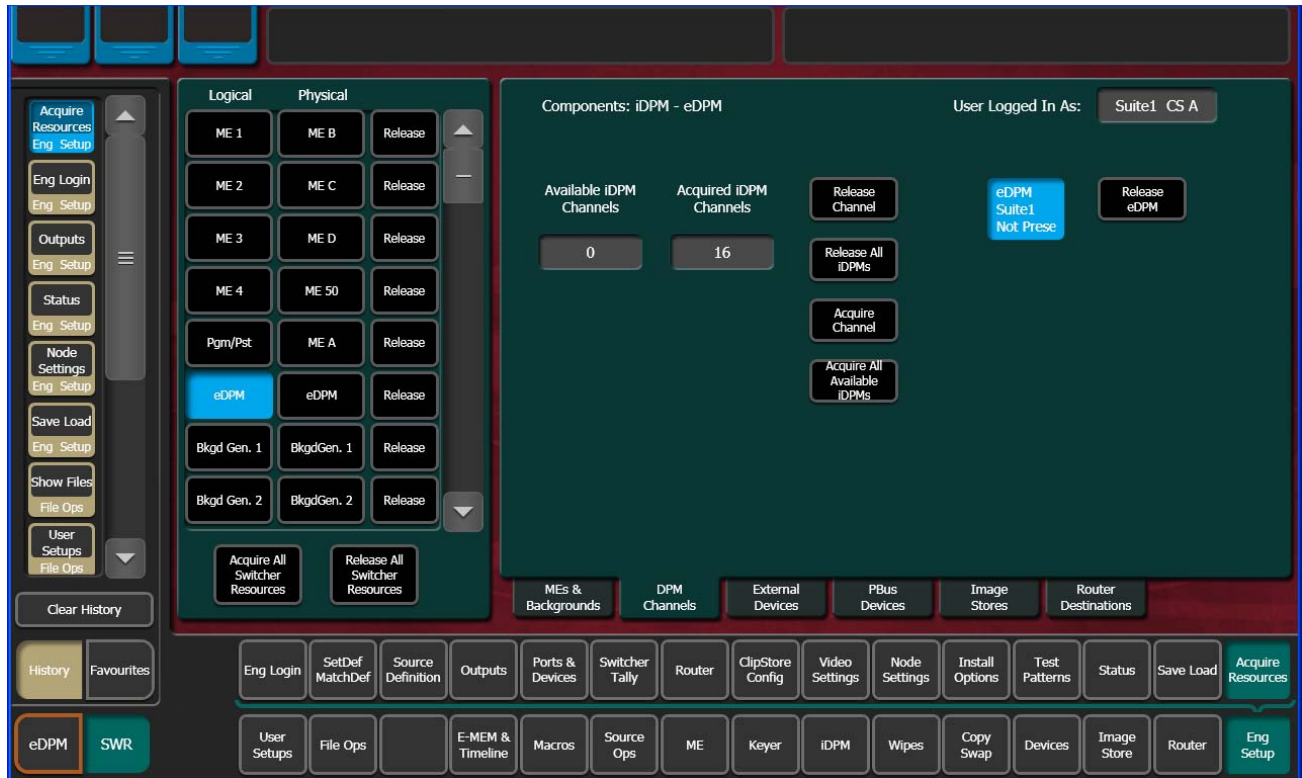 Acquire
Resources
Eng Setup
Eng Login
Eng Setup
Outputs
Eng Setup
Status
Eng Setup
Node
Settings
Eng Setup
Save Load
Eng Setup
Show Files
File Ops
User
Setups
File Ops
Clear History
History Favourites
eDPM SWR
Logical Physical
ME 1 ME B Release
ME 2 ME C Release
ME 3 ME D Release
ME 4 ME 50 Release
Pgm/Pst ME A Release
eDPM eDPM Release
Bkgd Gen. 1 BkgdGen. 1 Release
Bkgd Gen. 2 BkgdGen. 2 Release
Acquire All
Switcher
Resources
Release All
Switcher
Resources
Components: iDPM - eDPM
User Logged In As: Suite1 CS A
Available iDPM
Channels
0
Acquired iDPM
Channels
16
Release
Channel
Release All
iDPMs
Acquire
Channel
Acquire All
Available
iDPMs
eDPM
Suite1
Not Prese
Release
eDPM
MEs &
Backgrounds
DPM
Channels
External
Devices
PBus
Devices
Image
Stores
Router
Destinations
Eng Login
SetDef
MatchDef
Source
Definition
Outputs
Ports &
Devices
Switcher
Tally
Router
ClipStore
Config
Video
Settings
Node
Settings
Install
Options
Test
Patterns
Status
Save Load
Acquire
Resources
User
Setups
File Ops
E-MEM &
Timeline
Macros
Source
Ops
ME
Keyer
iDPM
Wipes
Copy
Swap
Devices
Image
Store
Router
Eng
Setup